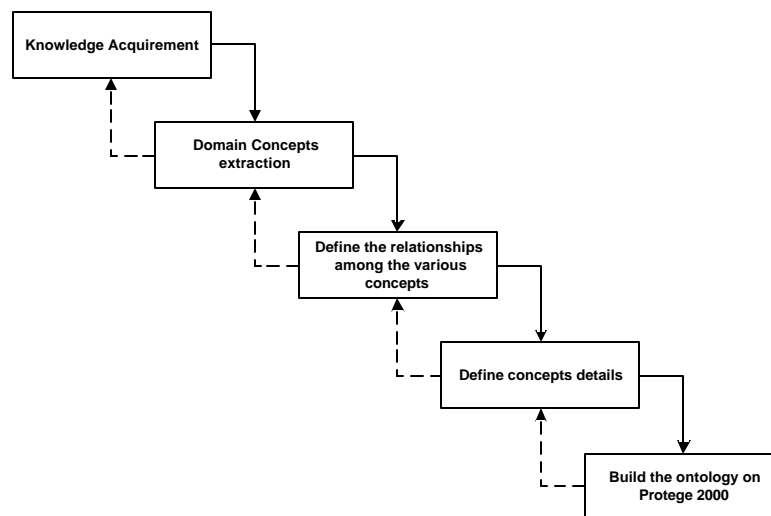 Knowledge Acquirement
Domain Concepts
extraction
Define the relationships
among the various
concepts
Define concepts details
Build the ontology on
Protege 2000